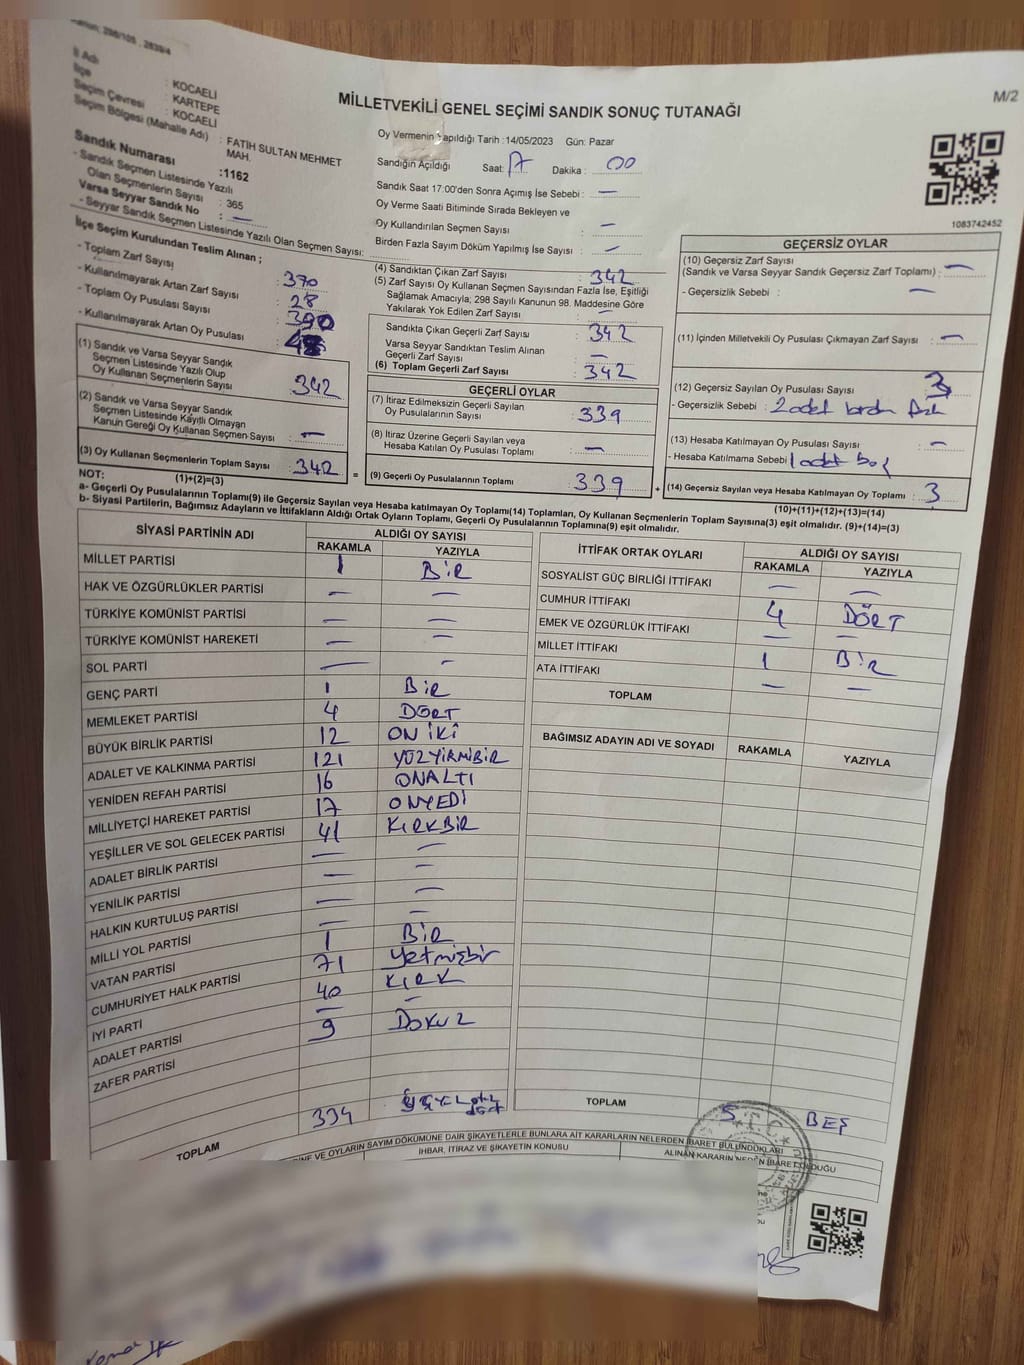 İl Adı : KOCAELİ
İlçe : KARTEPE
Seçim Çevresi : KOCAELİ
Seçim Bölgesi (Mahalle Adı) : FATİH SULTAN MEHMET MAH.
Sandık Numarası :1162
- Sandık Seçmen Listesinde Yazılı
Olan Seçmenlerin Sayısı : 365
Varsa Seyyar Sandık No : —
- Seyyar Sandık Seçmen Listesinde Yazılı Olan Seçmen Sayısı:
İlçe Seçim Kurulundan Teslim Alınan ;
- Toplam Zarf Sayısı : 370
- Kullanılmayarak Artan Zarf Sayısı : 28
- Toplam Oy Pusulası Sayısı : 390
- Kullanılmayarak Artan Oy Pusulası :
(1) Sandık ve Varsa Seyyar Sandık
Seçmen Listesinde Yazılı Olup
Oy Kullanan Seçmenlerin Sayısı : 342
(2) Sandık ve Varsa Seyyar Sandık
Seçmen Listesinde Kayıtlı Olmayan
Kanun Gereği Oy Kullanan Seçmen Sayısı : —
(3) Oy Kullanan Seçmenlerin Toplam Sayısı : 342
(1)+(2)=(3)
MİLLETVEKİLİ GENEL SEÇİMİ SANDIK SONUÇ TUTANAĞI
M/2
Oy Vermenin Yapıldığı Tarih :14/05/2023 Gün: Pazar
Sandığın Açıldığı Saat: 17 Dakika : 00
Sandık Saat 17:00'den Sonra Açımış İse Sebebi : —
Oy Verme Saati Bitiminde Sırada Bekleyen ve
Oy Kullandırılan Seçmen Sayısı : —
Birden Fazla Sayım Döküm Yapılmış İse Sayısı : —
1083742452
(4) Sandıktan Çıkan Zarf Sayısı : 342
(5) Zarf Sayısı Oy Kullanan Seçmen Sayısından Fazla İse, Eşitliği
Sağlamak Amacıyla; 298 Sayılı Kanunun 98. Maddesine Göre
Yakılarak Yok Edilen Zarf Sayısı : —
Sandıkta Çıkan Geçerli Zarf Sayısı : 342
Varsa Seyyar Sandıktan Teslim Alınan
Geçerli Zarf Sayısı : —
(6) Toplam Geçerli Zarf Sayısı : 342
GEÇERLİ OYLAR
(7) İtiraz Edilmeksizin Geçerli Sayılan
Oy Pusulalarının Sayısı : 339
(8) İtiraz Üzerine Geçerli Sayılan veya
Hesaba Katılan Oy Pusulası Toplamı : —
= (9) Geçerli Oy Pusulalarının Toplamı : 339
GEÇERSİZ OYLAR
(10) Geçersiz Zarf Sayısı
(Sandık ve Varsa Seyyar Sandık Geçersiz Zarf Toplamı) : —
- Geçersizlik Sebebi : —
(11) İçinden Milletvekili Oy Pusulası Çıkmayan Zarf Sayısı : —
(12) Geçersiz Sayılan Oy Pusulası Sayısı : 3
- Geçersizlik Sebebi : 2 adet birden fazla
(13) Hesaba Katılmayan Oy Pusulası Sayısı : —
- Hesaba Katılmama Sebebi 1 adet boş
+ (14) Geçersiz Sayılan veya Hesaba Katılmayan Oy Toplamı : 3
(10)+(11)+(12)+(13)=(14)
NOT:
a- Geçerli Oy Pusulalarının Toplamı(9) ile Geçersiz Sayılan veya Hesaba katılmayan Oy Toplamı(14) Toplamları, Oy Kullanan Seçmenlerin Toplam Sayısına(3) eşit olmalıdır. (9)+(14)=(3)
b- Siyasi Partilerin, Bağımsız Adayların ve İttifakların Aldığı Ortak Oyların Toplamı, Geçerli Oy Pusulalarının Toplamına(9) eşit olmalıdır.
SİYASİ PARTİNİN ADI ALDIĞI OY SAYISI
RAKAMLA YAZIYLA
MİLLET PARTİSİ 1 BİR
HAK VE ÖZGÜRLÜKLER PARTİSİ — —
TÜRKİYE KOMÜNİST PARTİSİ — —
TÜRKİYE KOMÜNİST HAREKETİ — —
SOL PARTİ — —
GENÇ PARTİ 1 BİR
MEMLEKET PARTİSİ 4 DÖRT
BÜYÜK BİRLİK PARTİSİ 12 ON İKİ
ADALET VE KALKINMA PARTİSİ 121 YÜZYİRMİBİR
YENİDEN REFAH PARTİSİ 16 ONALTI
MİLLİYETÇİ HAREKET PARTİSİ 17 ONYEDİ
YEŞİLLER VE SOL GELECEK PARTİSİ 41 KIRKBİR
ADALET BİRLİK PARTİSİ — —
YENİLİK PARTİSİ — —
HALKIN KURTULUŞ PARTİSİ — —
MİLLİ YOL PARTİSİ — —
VATAN PARTİSİ 1 BİR
CUMHURİYET HALK PARTİSİ 71 Yetmişbir
İYİ PARTİ 40 KIRK
ADALET PARTİSİ — —
ZAFER PARTİSİ 9 DOKUZ
TOPLAM 334
İTTİFAK ORTAK OYLARI ALDIĞI OY SAYISI
RAKAMLA YAZIYLA
SOSYALİST GÜÇ BİRLİĞİ İTTİFAKI — —
CUMHUR İTTİFAKI 4 DÖRT
EMEK VE ÖZGÜRLÜK İTTİFAKI — —
MİLLET İTTİFAKI 1 BİR
ATA İTTİFAKI — —
TOPLAM
BAĞIMSIZ ADAYIN ADI VE SOYADI RAKAMLA YAZIYLA
TOPLAM 5 BEŞ
İNE VE OYLARIN SAYIM DÖKÜMÜNE DAİR ŞİKAYETLERLE BUNLARA AİT KARARLARIN NELERDEN İBARET BULUNDUKLARI
İHBAR, İTİRAZ VE ŞİKAYETİN KONUSU ALINAN KARARIN NEDEN İBARET OLDUĞU